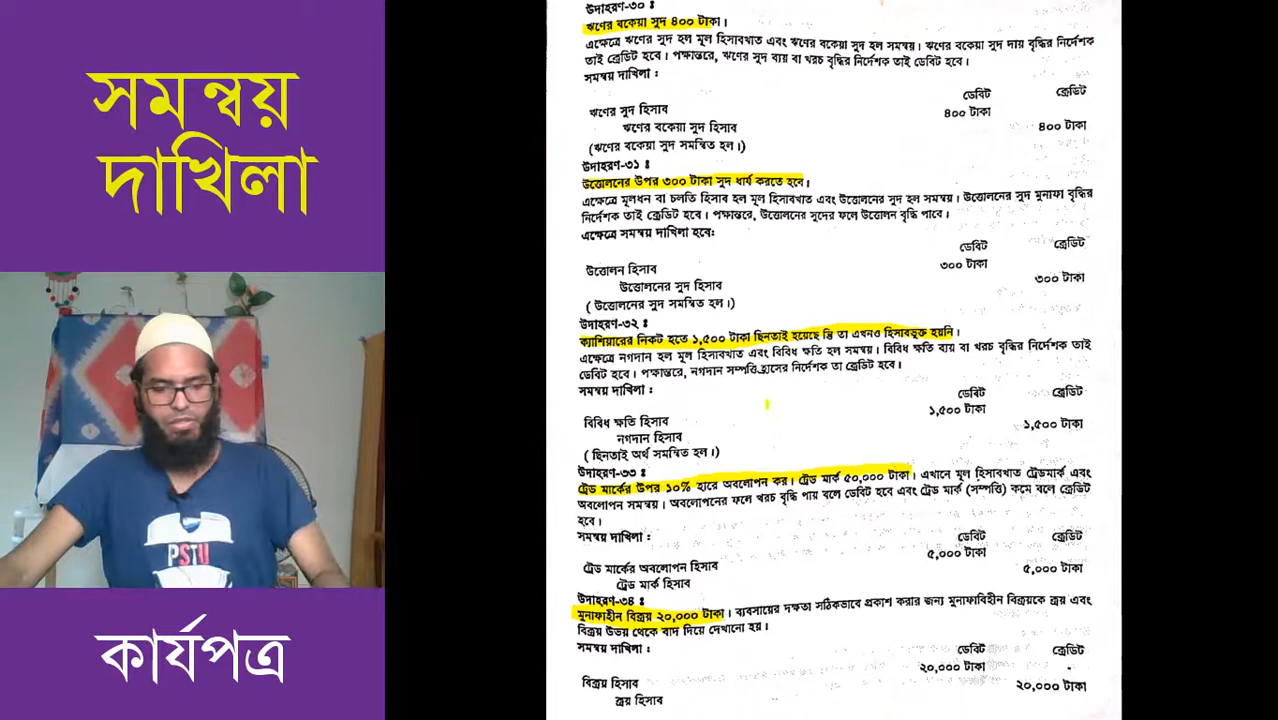 সমন্বয়
দাখিলা
PSTU
কার্যপত্র
উদাহরণ-৩০ :
ঋণের বকেয়া সুদ ৪০০ টাকা।
এক্ষেত্রে ঋণের সুদ হল মূল হিসাবখাত এবং ঋণের বকেয়া সুদ হল সমন্বয়। ঋণের বকেয়া সুদ দায় বৃদ্ধির নির্দেশক
তাই ক্রেডিট হবে। পক্ষান্তরে, ঋণের সুদ ব্যয় বা খরচ বৃদ্ধির নির্দেশক তাই ডেবিট হবে।
সমন্বয় দাখিলা :
ডেবিট ক্রেডিট
ঋণের সুদ হিসাব ৪০০ টাকা
ঋণের বকেয়া সুদ হিসাব ৪০০ টাকা
(ঋণের বকেয়া সুদ সমন্বিত হল।)
উদাহরণ-৩১ :
উত্তোলনের উপর ৩০০ টাকা সুদ ধার্য করতে হবে।
এক্ষেত্রে মূলধন বা চলতি হিসাব হল মূল হিসাবখাত এবং উত্তোলনের সুদ হল সমন্বয়। উত্তোলনের সুদ মুনাফা বৃদ্ধির
নির্দেশক তাই ক্রেডিট হবে। পক্ষান্তরে, উত্তোলনের সুদের ফলে উত্তোলন বৃদ্ধি পাবে।
এক্ষেত্রে সমন্বয় দাখিলা হবে:
ডেবিট ক্রেডিট
উত্তোলন হিসাব ৩০০ টাকা
উত্তোলনের সুদ হিসাব ৩০০ টাকা
( উত্তোলনের সুদ সমন্বিত হল।)
উদাহরণ-৩২ :
ক্যাশিয়ারের নিকট হতে ১,৫০০ টাকা ছিনতাই হয়েছে ন্তি তা এখনও হিসাবভুক্ত হয়নি।
এক্ষেত্রে নগদান হল মূল হিসাবখাত এবং বিবিধ ক্ষতি হল সমন্বয়। বিবিধ ক্ষতি ব্যয় বা খরচ বৃদ্ধির নির্দেশক তাই
ডেবিট হবে। পক্ষান্তরে, নগদান সম্পত্তি-হ্রাসের নির্দেশক তা ক্রেডিট হবে।
সমন্বয় দাখিলা :
ডেবিট ক্রেডিট
বিবিধ ক্ষতি হিসাব ১,৫০০ টাকা
নগদান হিসাব ১,৫০০ টাকা
( ছিনতাই অর্থ সমন্বিত হল।)
উদাহরণ-৩৩ :
ট্রেড মার্কের উপর ১০% হারে অবলোপন কর। ট্রেড মার্ক ৫০,০০০ টাকা। এখানে মূল হিসাবখাত ট্রেডমার্ক এবং
অবলোপন সমন্বয়। অবলোপনের ফলে খরচ বৃদ্ধি পায় বলে ডেবিট হবে এবং ট্রেড মার্ক (সম্পত্তি) কমে বলে ক্রেডিট
হবে।
সমন্বয় দাখিলা : ডেবিট ক্রেডিট
ট্রেড মার্কের অবলোপন হিসাব ৫,০০০ টাকা
ট্রেড মার্ক হিসাব ৫,০০০ টাকা
উদাহরণ-৩৪ :
মুনাফাহীন বিক্রয় ২০,০০০ টাকা। ব্যবসায়ের দক্ষতা সঠিকভাবে প্রকাশ করার জন্য মুনাফাবিহীন বিক্রয়কে ক্রয় এবং
বিক্রয় উভয় থেকে বাদ দিয়ে দেখানো হয়।
সমন্বয় দাখিলা : ডেবিট ক্রেডিট
বিক্রয় হিসাব ২০,০০০ টাকা -
ক্রয় হিসাব ২০,০০০ টাকা